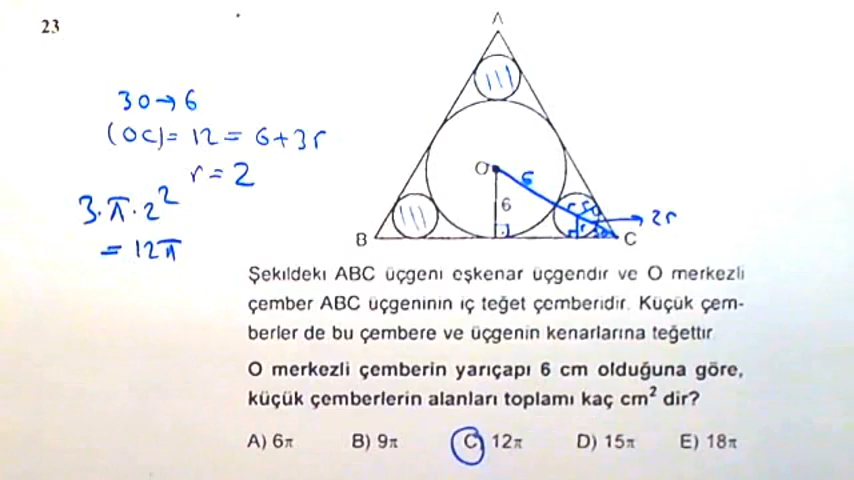 23
A
30→6
(OC)=12=6+3r
r=2
3.π.2²
=12π
O
6
6
r
r
30
2r
B
C
Şekildeki ABC üçgeni eşkenar üçgendir ve O merkezli
çember ABC üçgeninin iç teğet çemberidir. Küçük çem-
berler de bu çembere ve üçgenin kenarlarına teğettir.
O merkezli çemberin yarıçapı 6 cm olduğuna göre,
küçük çemberlerin alanları toplamı kaç cm² dir?
A) 6π B) 9π C) 12π D) 15π E) 18π